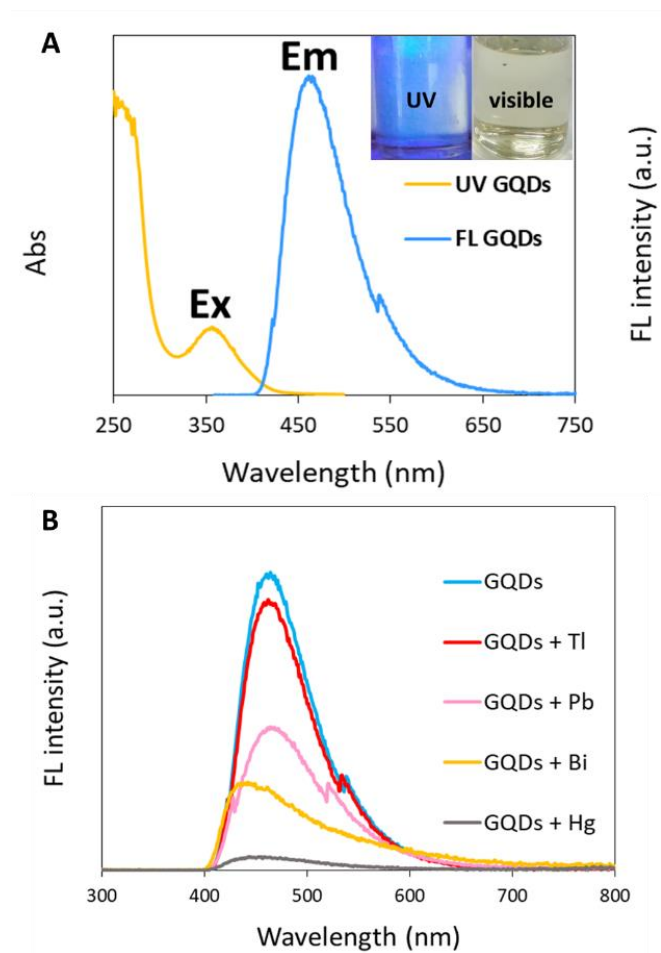 A
Em
UV
visible
UV GQDs
FL GQDs
Ex
Abs
FL intensity (a.u.)
250 350 450 550 650 750
Wavelength (nm)
B
GQDs
GQDs + Tl
GQDs + Pb
GQDs + Bi
GQDs + Hg
FL intensity (a.u.)
300 400 500 600 700 800
Wavelength (nm)